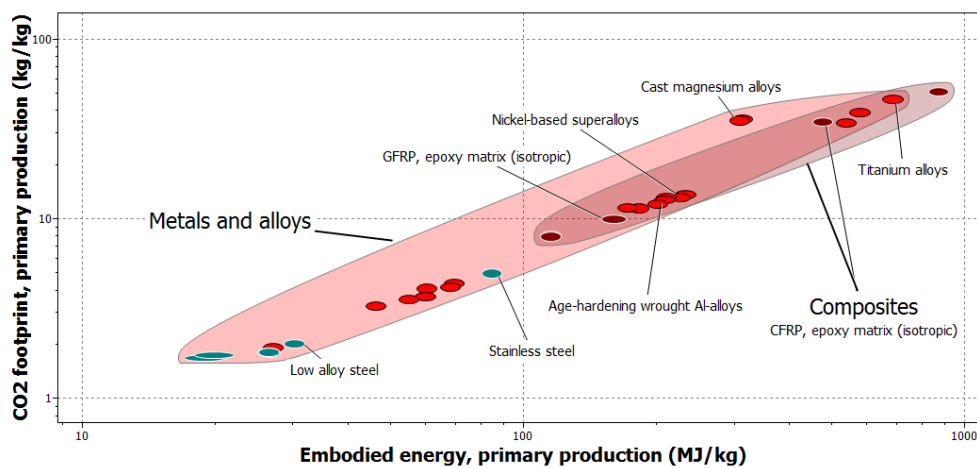 CO2 footprint, primary production (kg/kg)
100
10
1
Cast magnesium alloys
Nickel-based superalloys
GFRP, epoxy matrix (isotropic)
Titanium alloys
Metals and alloys
Age-hardening wrought Al-alloys
Composites
CFRP, epoxy matrix (isotropic)
Stainless steel
Low alloy steel
10
100
1000
Embodied energy, primary production (MJ/kg)